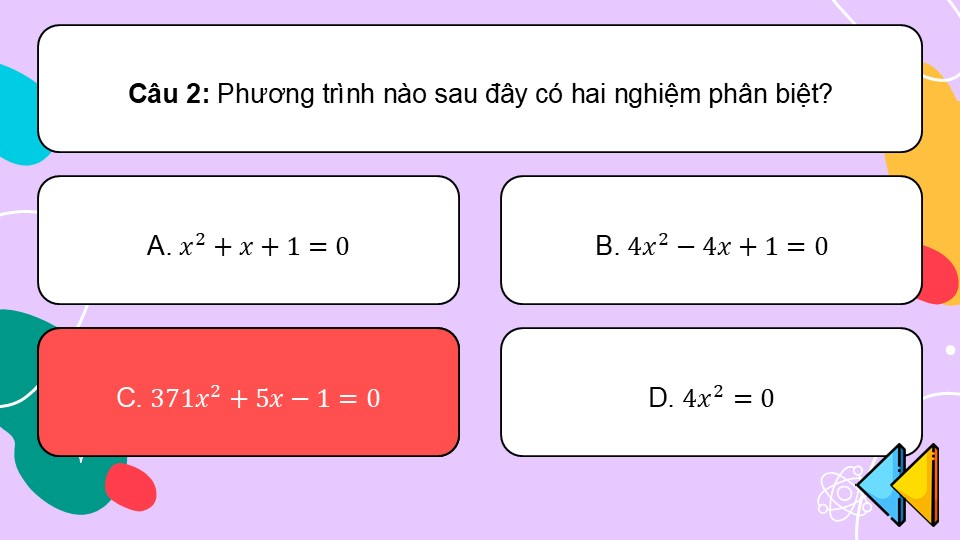 Câu 2: Phương trình nào sau đây có hai nghiệm phân biệt?
A. x² + x + 1 = 0
B. 4x² − 4x + 1 = 0
C. 371x² + 5x − 1 = 0
D. 4x² = 0